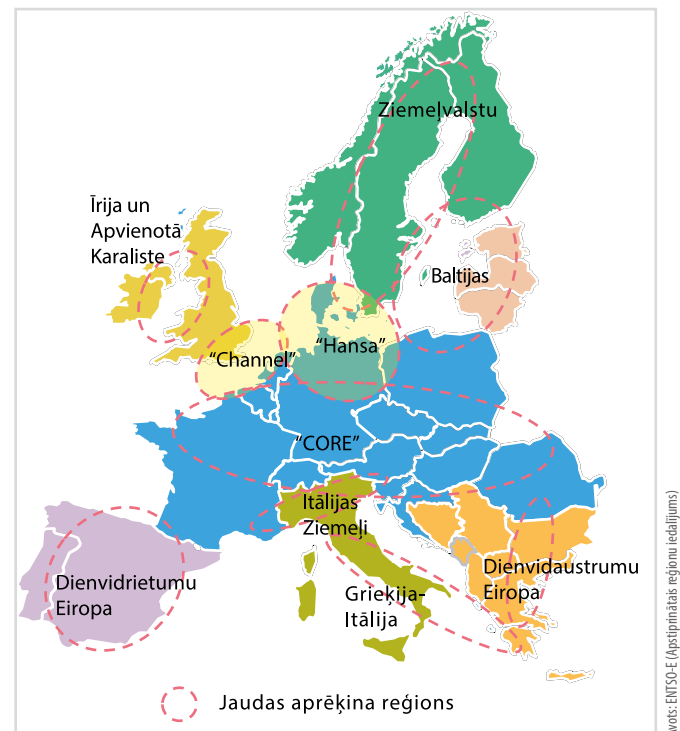 Ziemeļvalstu
Īrija un
Apvienotā
Karaliste
Baltijas
"Channel"
"Hansa"
"CORE"
Itālijas
Ziemeļi
Dienvidrietumu
Eiropa
Grieķija-
Itālija
Dienvidaustrumu
Eiropa
Jaudas aprēķina reģions
ENTSO-E (Apstiprinātais reģionu iedalījums)